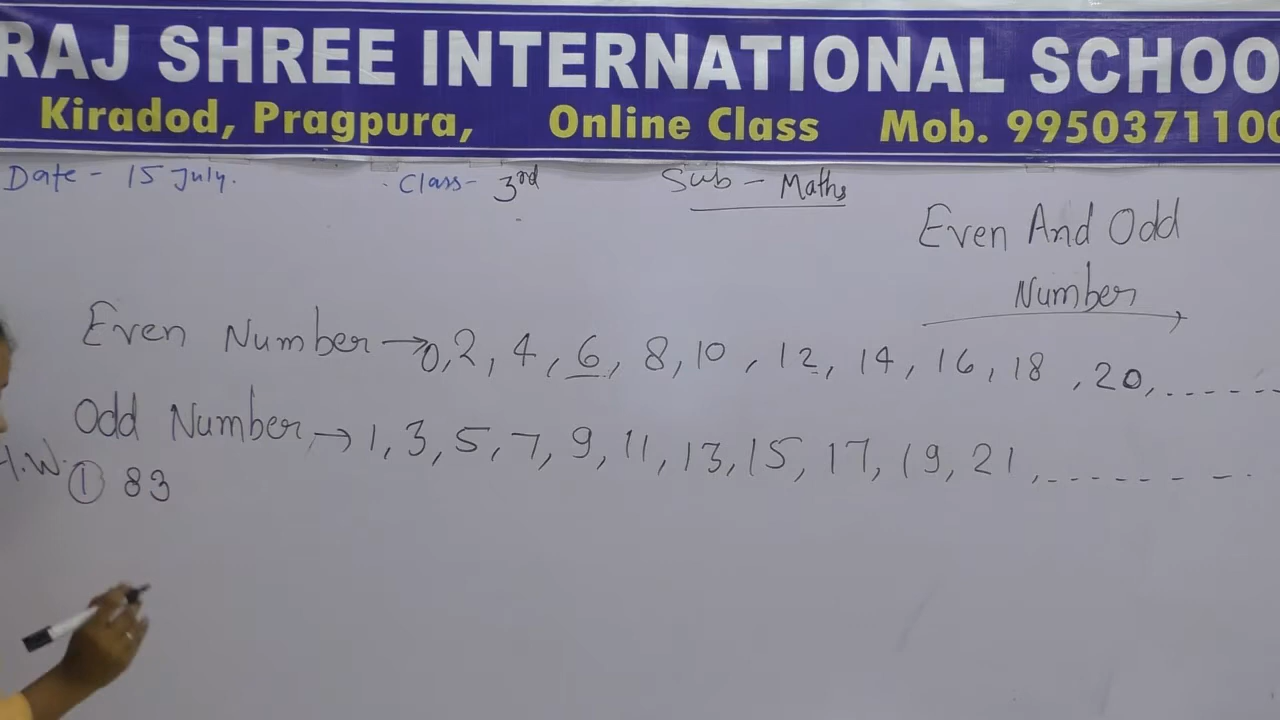 RAJ SHREE INTERNATIONAL SCHOO
Kiradod, Pragpura, Online Class Mob. 9950371100
Date - 15 July. Class - 3rd Sub - Maths
Even And Odd
Number
Even Number → 0, 2, 4, 6, 8, 10, 12, 14, 16, 18, 20, ......
Odd Number → 1, 3, 5, 7, 9, 11, 13, 15, 17, 19, 21, ........
H.W. ① 83